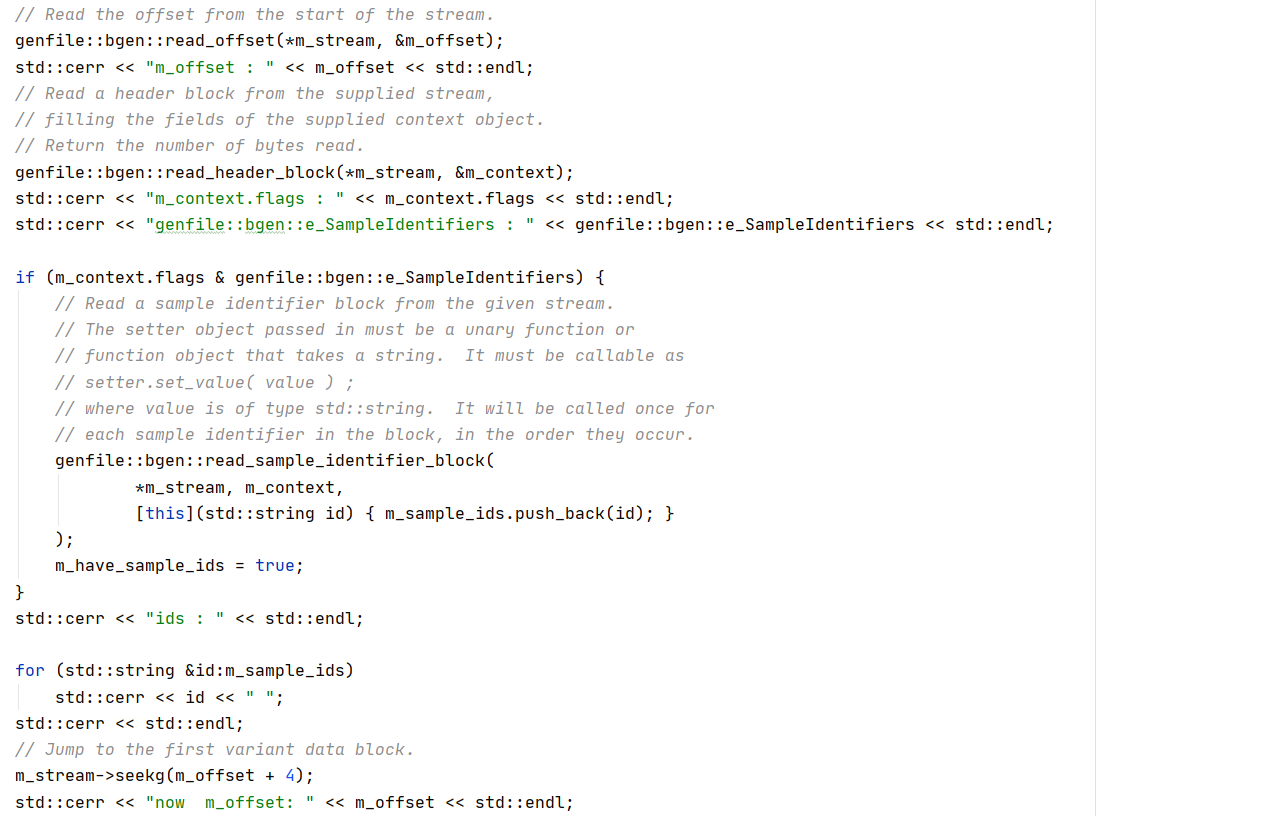 // Read the offset from the start of the stream.
genfile::bgen::read_offset(*m_stream, &m_offset);
std::cerr << "m_offset : " << m_offset << std::endl;
// Read a header block from the supplied stream,
// filling the fields of the supplied context object.
// Return the number of bytes read.
genfile::bgen::read_header_block(*m_stream, &m_context);
std::cerr << "m_context.flags : " << m_context.flags << std::endl;
std::cerr << "genfile::bgen::e_SampleIdentifiers : " << genfile::bgen::e_SampleIdentifiers << std::endl;

if (m_context.flags & genfile::bgen::e_SampleIdentifiers) {
    // Read a sample identifier block from the given stream.
    // The setter object passed in must be a unary function or
    // function object that takes a string.  It must be callable as
    // setter.set_value( value ) ;
    // where value is of type std::string.  It will be called once for
    // each sample identifier in the block, in the order they occur.
    genfile::bgen::read_sample_identifier_block(
            *m_stream, m_context,
            [this](std::string id) { m_sample_ids.push_back(id); }
    );
    m_have_sample_ids = true;
}
std::cerr << "ids : " << std::endl;

for (std::string &id:m_sample_ids)
    std::cerr << id << " ";
std::cerr << std::endl;
// Jump to the first variant data block.
m_stream->seekg(m_offset + 4);
std::cerr << "now  m_offset: " << m_offset << std::endl;